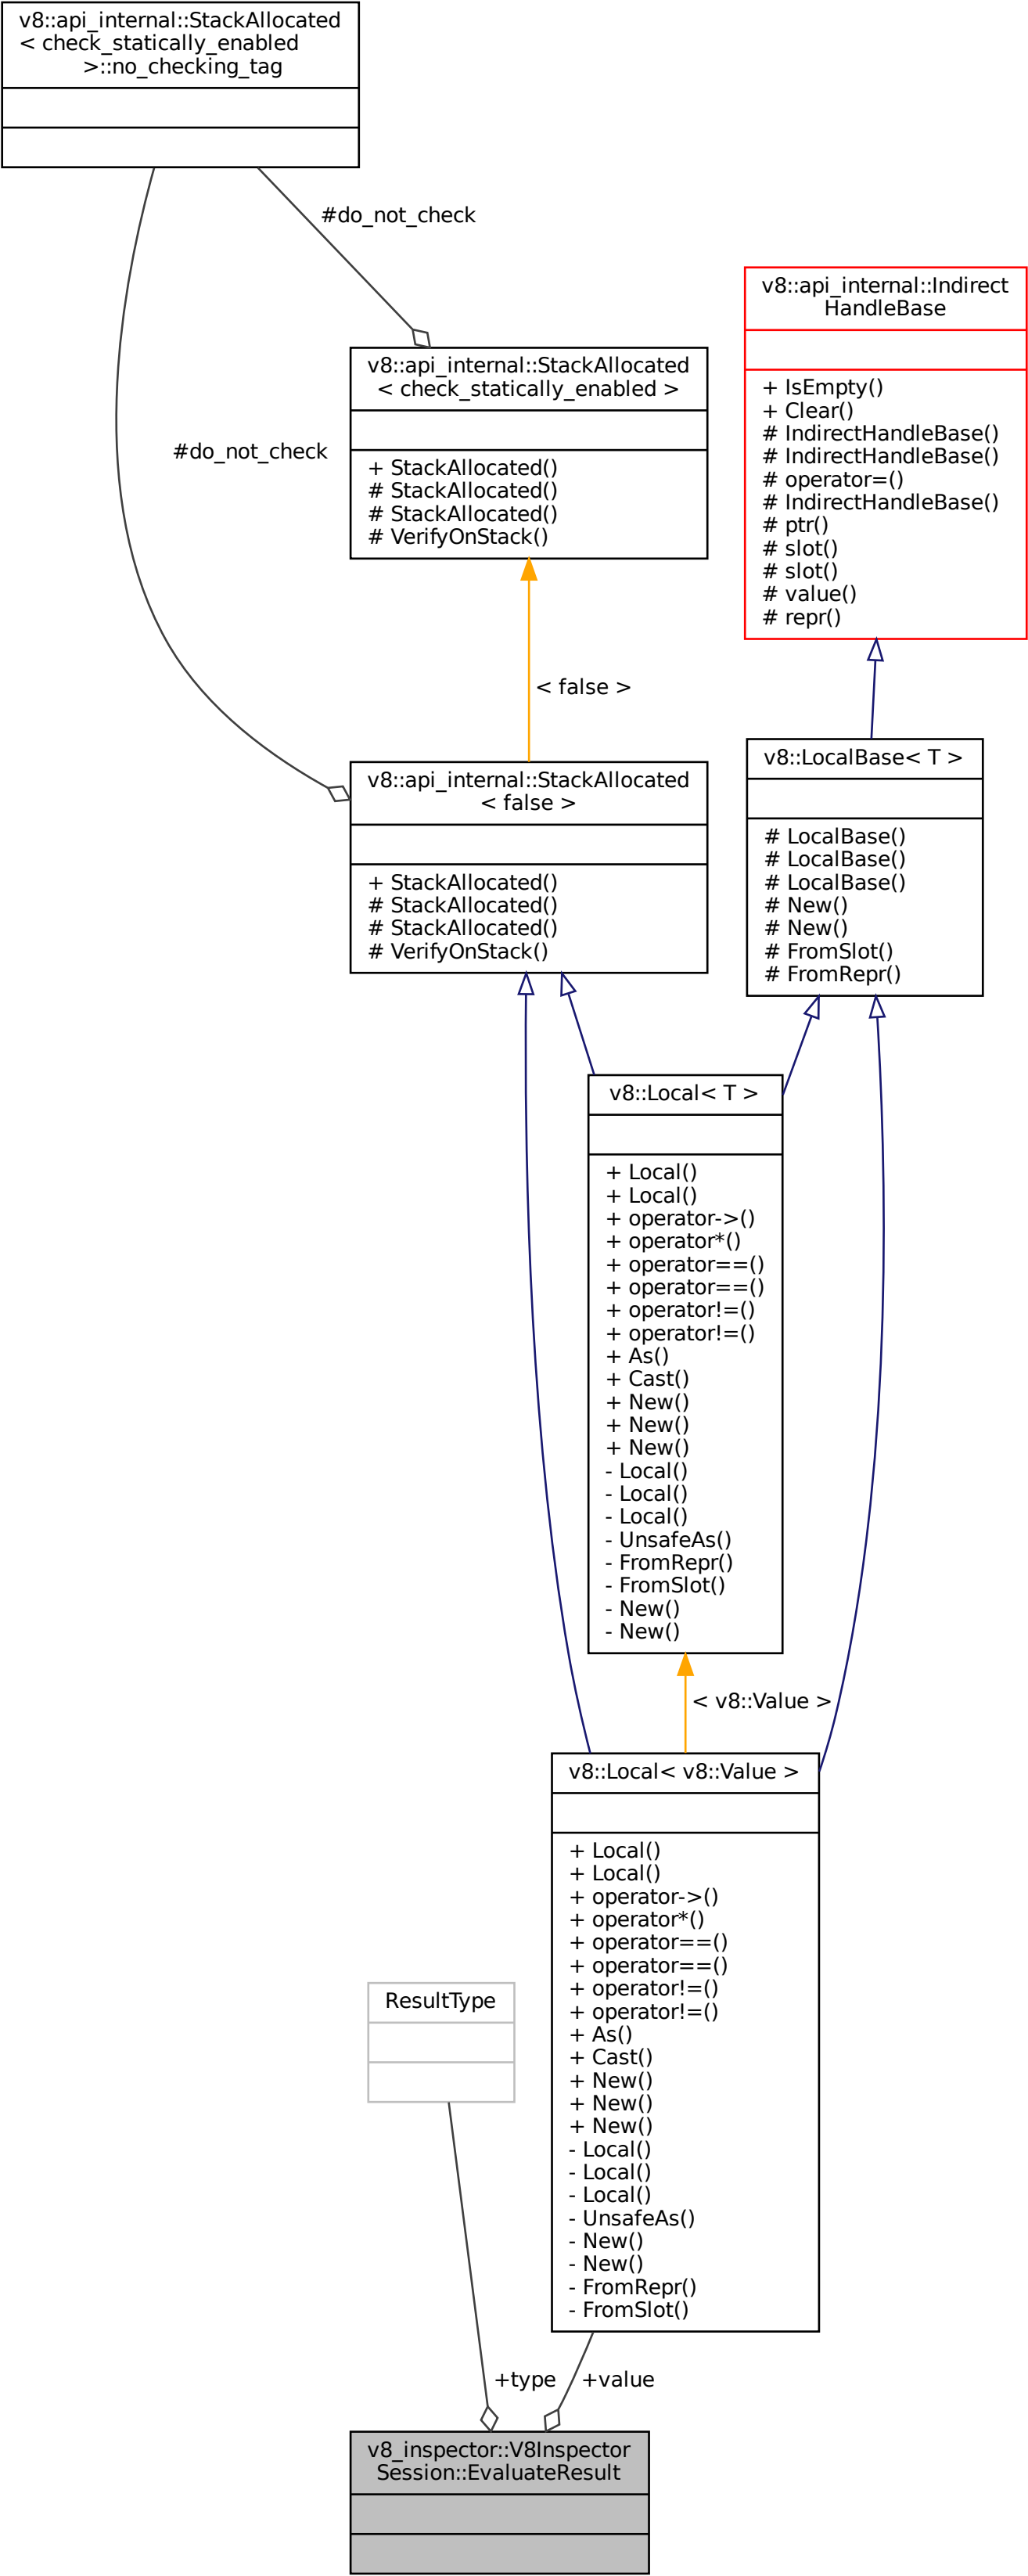 v8::api_internal::StackAllocated
< check_statically_enabled
>::no_checking_tag
#do_not_check
v8::api_internal::Indirect
HandleBase
+ IsEmpty()
+ Clear()
# IndirectHandleBase()
# IndirectHandleBase()
# operator=()
# IndirectHandleBase()
# ptr()
# slot()
# slot()
# value()
# repr()
v8::api_internal::StackAllocated
< check_statically_enabled >
+ StackAllocated()
# StackAllocated()
# StackAllocated()
# VerifyOnStack()
#do_not_check
< false >
v8::LocalBase< T >
# LocalBase()
# LocalBase()
# LocalBase()
# New()
# New()
# FromSlot()
# FromRepr()
v8::api_internal::StackAllocated
< false >
+ StackAllocated()
# StackAllocated()
# StackAllocated()
# VerifyOnStack()
v8::Local< T >
+ Local()
+ Local()
+ operator->()
+ operator*()
+ operator==()
+ operator==()
+ operator!=()
+ operator!=()
+ As()
+ Cast()
+ New()
+ New()
+ New()
- Local()
- Local()
- Local()
- UnsafeAs()
- FromRepr()
- FromSlot()
- New()
- New()
< v8::Value >
v8::Local< v8::Value >
+ Local()
+ Local()
+ operator->()
+ operator*()
+ operator==()
+ operator==()
+ operator!=()
+ operator!=()
+ As()
+ Cast()
+ New()
+ New()
+ New()
- Local()
- Local()
- Local()
- UnsafeAs()
- New()
- New()
- FromRepr()
- FromSlot()
ResultType
+type
+value
v8_inspector::V8Inspector
Session::EvaluateResult